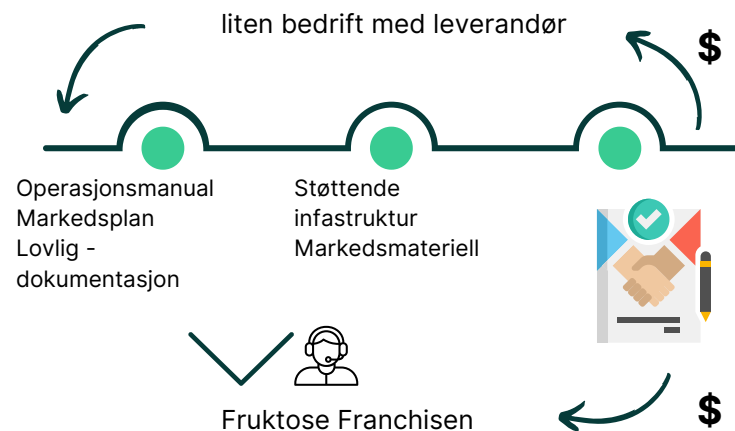 liten bedrift med leverandør
$
Operasjonsmanual
Markedsplan
Lovlig -
dokumentasjon
Støttende
infastruktur
Markedsmateriell
Fruktose Franchisen
$